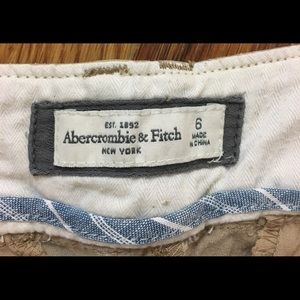 EST. 1892
Abercrombie & Fitch
NEW YORK
6
MADE
IN CHINA